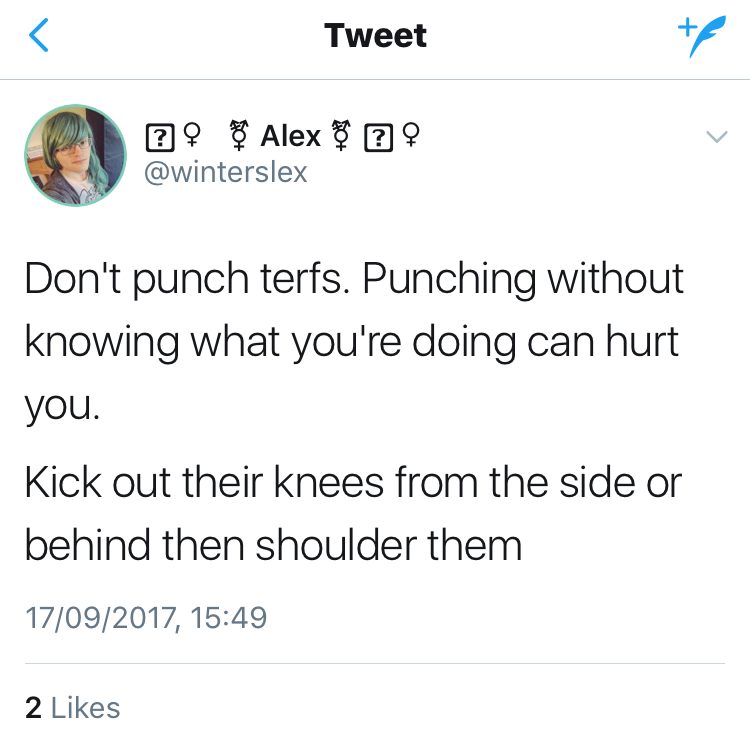 Tweet
⍰♀ ⚧ Alex ⚧ ⍰♀
@winterslex
Don't punch terfs. Punching without
knowing what you're doing can hurt
you.
Kick out their knees from the side or
behind then shoulder them
17/09/2017, 15:49
2 Likes